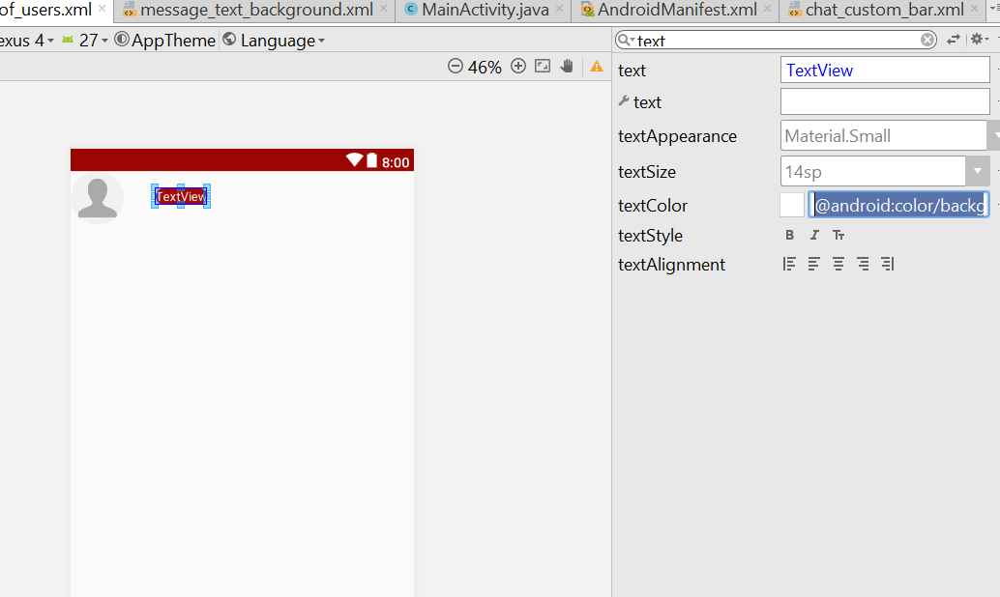 of_users.xml message_text_background.xml MainActivity.java AndroidManifest.xml chat_custom_bar.xml
exus 4 27 AppTheme Language
text
46%
text TextView
text
textAppearance Material.Small
textSize 14sp
textColor @android:color/backg
textStyle B I Tт
textAlignment
8:00
TextView